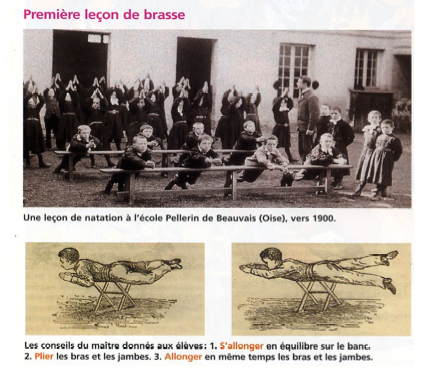 Première leçon de brasse
Une leçon de natation à l'école Pellerin de Beauvais (Oise), vers 1900.
Les conseils du maître donnés aux élèves : 1. S'allonger en équilibre sur le banc.
2. Plier les bras et les jambes. 3. Allonger en même temps les bras et les jambes.